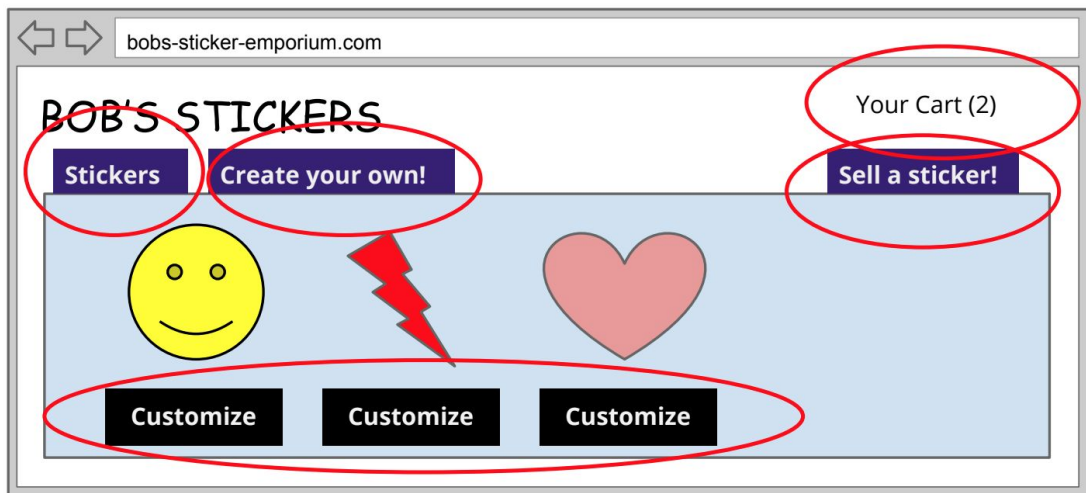 bobs-sticker-emporium.com
BOB'S STICKERS
Your Cart (2)
Stickers
Create your own!
Sell a sticker!
Customize
Customize
Customize